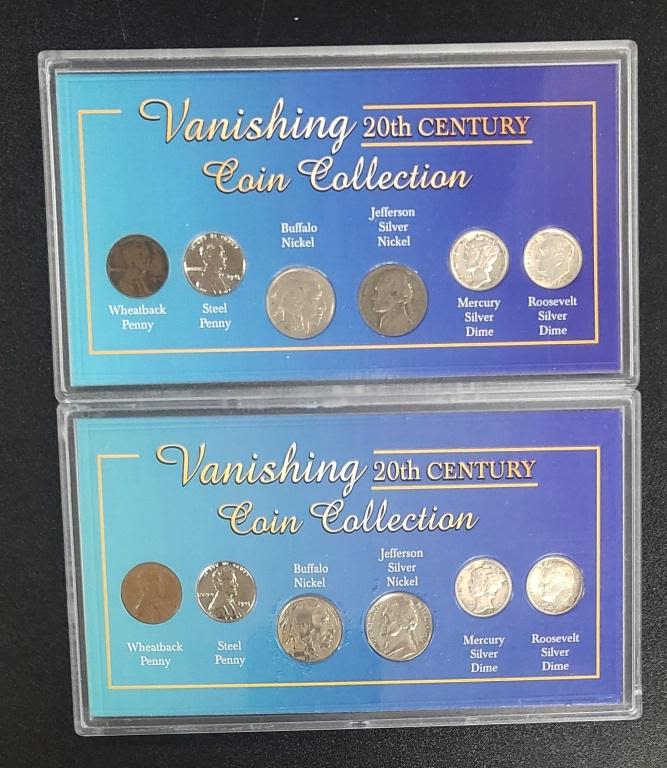 Vanishing 20th CENTURY
Coin Collection
Wheatback
Penny
Steel
Penny
Buffalo
Nickel
Jefferson
Silver
Nickel
Mercury
Silver
Dime
Roosevelt
Silver
Dime
Vanishing 20th CENTURY
Coin Collection
Wheatback
Penny
Steel
Penny
Buffalo
Nickel
Jefferson
Silver
Nickel
Mercury
Silver
Dime
Roosevelt
Silver
Dime